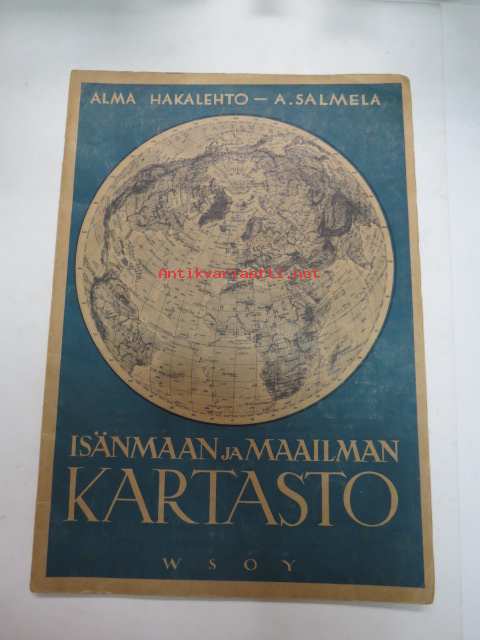 ALMA HAKALEHTO — A. SALMELA
Antikvariaatti.net
ISÄNMAAN JA MAAILMAN
KARTASTO
WSOY